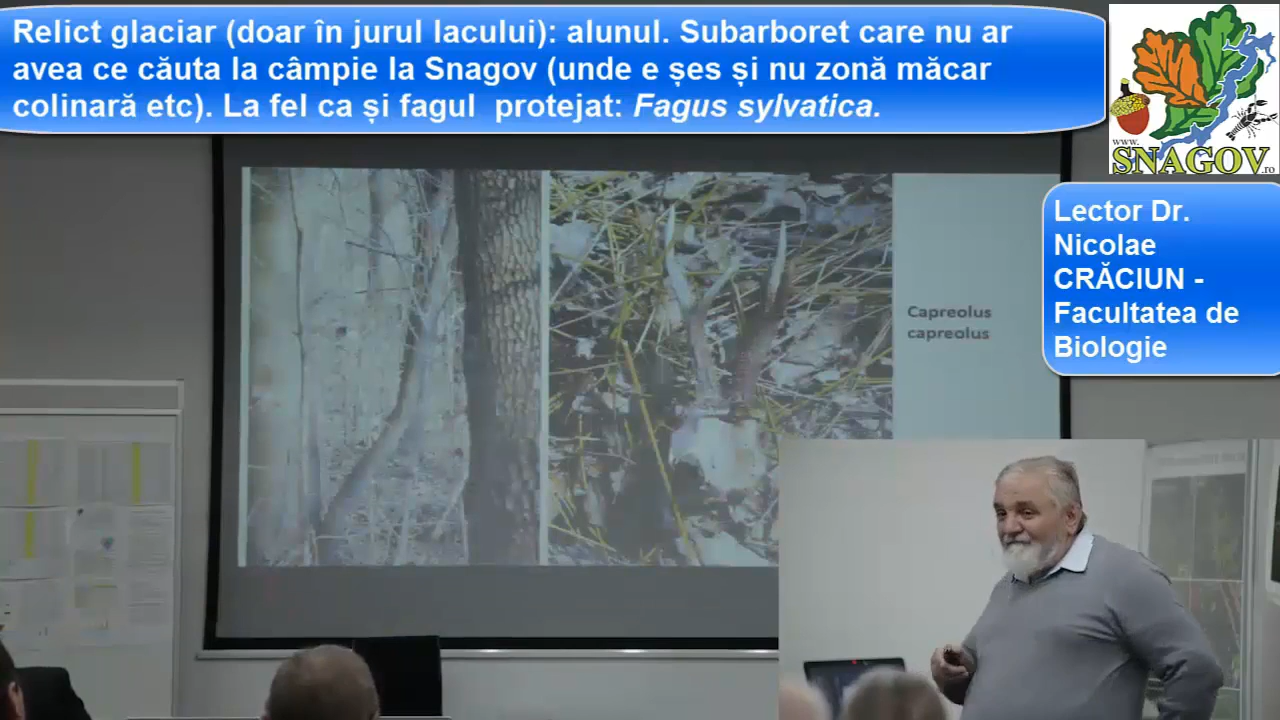 Relict glaciar (doar în jurul lacului): alunul. Subarboret care nu ar
avea ce căuta la câmpie la Snagov (unde e șes și nu zonă măcar
colinară etc). La fel ca și fagul  protejat: Fagus sylvatica.
www.
SNAGOV.ro
Lector Dr.
Nicolae
CRĂCIUN -
Facultatea de
Biologie
Capreolus
capreolus